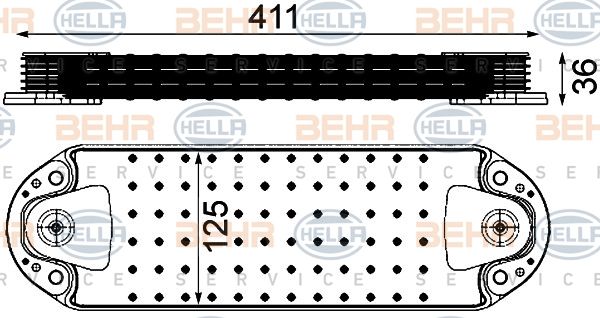 411
BEHR HELLA BEHR HELLA BEHR HELLA
SERVICE SERVICE SERVICE
36
BEHR HELLA BEHR HELLA BEHR
SERVICE SERVICE SERVICE
125
HELLA BEHR HELLA BEHR HELLA BEHR HELLA
SERVICE SERVICE SERVICE